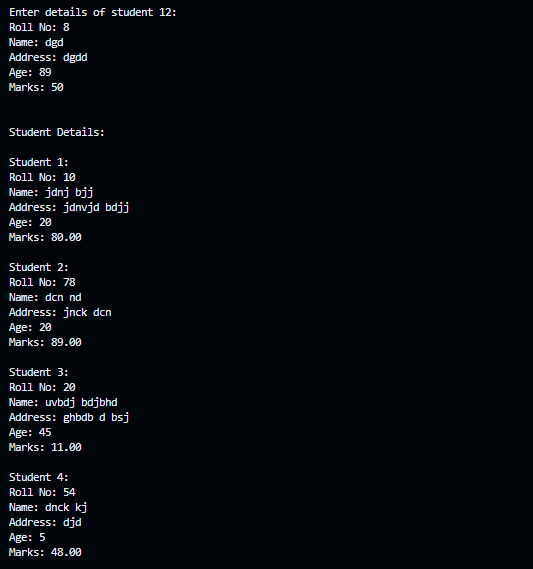 Enter details of student 12:
Roll No: 8
Name: dgd
Address: dgdd
Age: 89
Marks: 50
Student Details:
Student 1:
Roll No: 10
Name: jdnj bjj
Address: jdnvjd bdjj
Age: 20
Marks: 80.00
Student 2:
Roll No: 78
Name: dcn nd
Address: jnck dcn
Age: 20
Marks: 89.00
Student 3:
Roll No: 20
Name: uvbdj bdjbhd
Address: ghbdb d bsj
Age: 45
Marks: 11.00
Student 4:
Roll No: 54
Name: dnck kj
Address: djd
Age: 5
Marks: 48.00